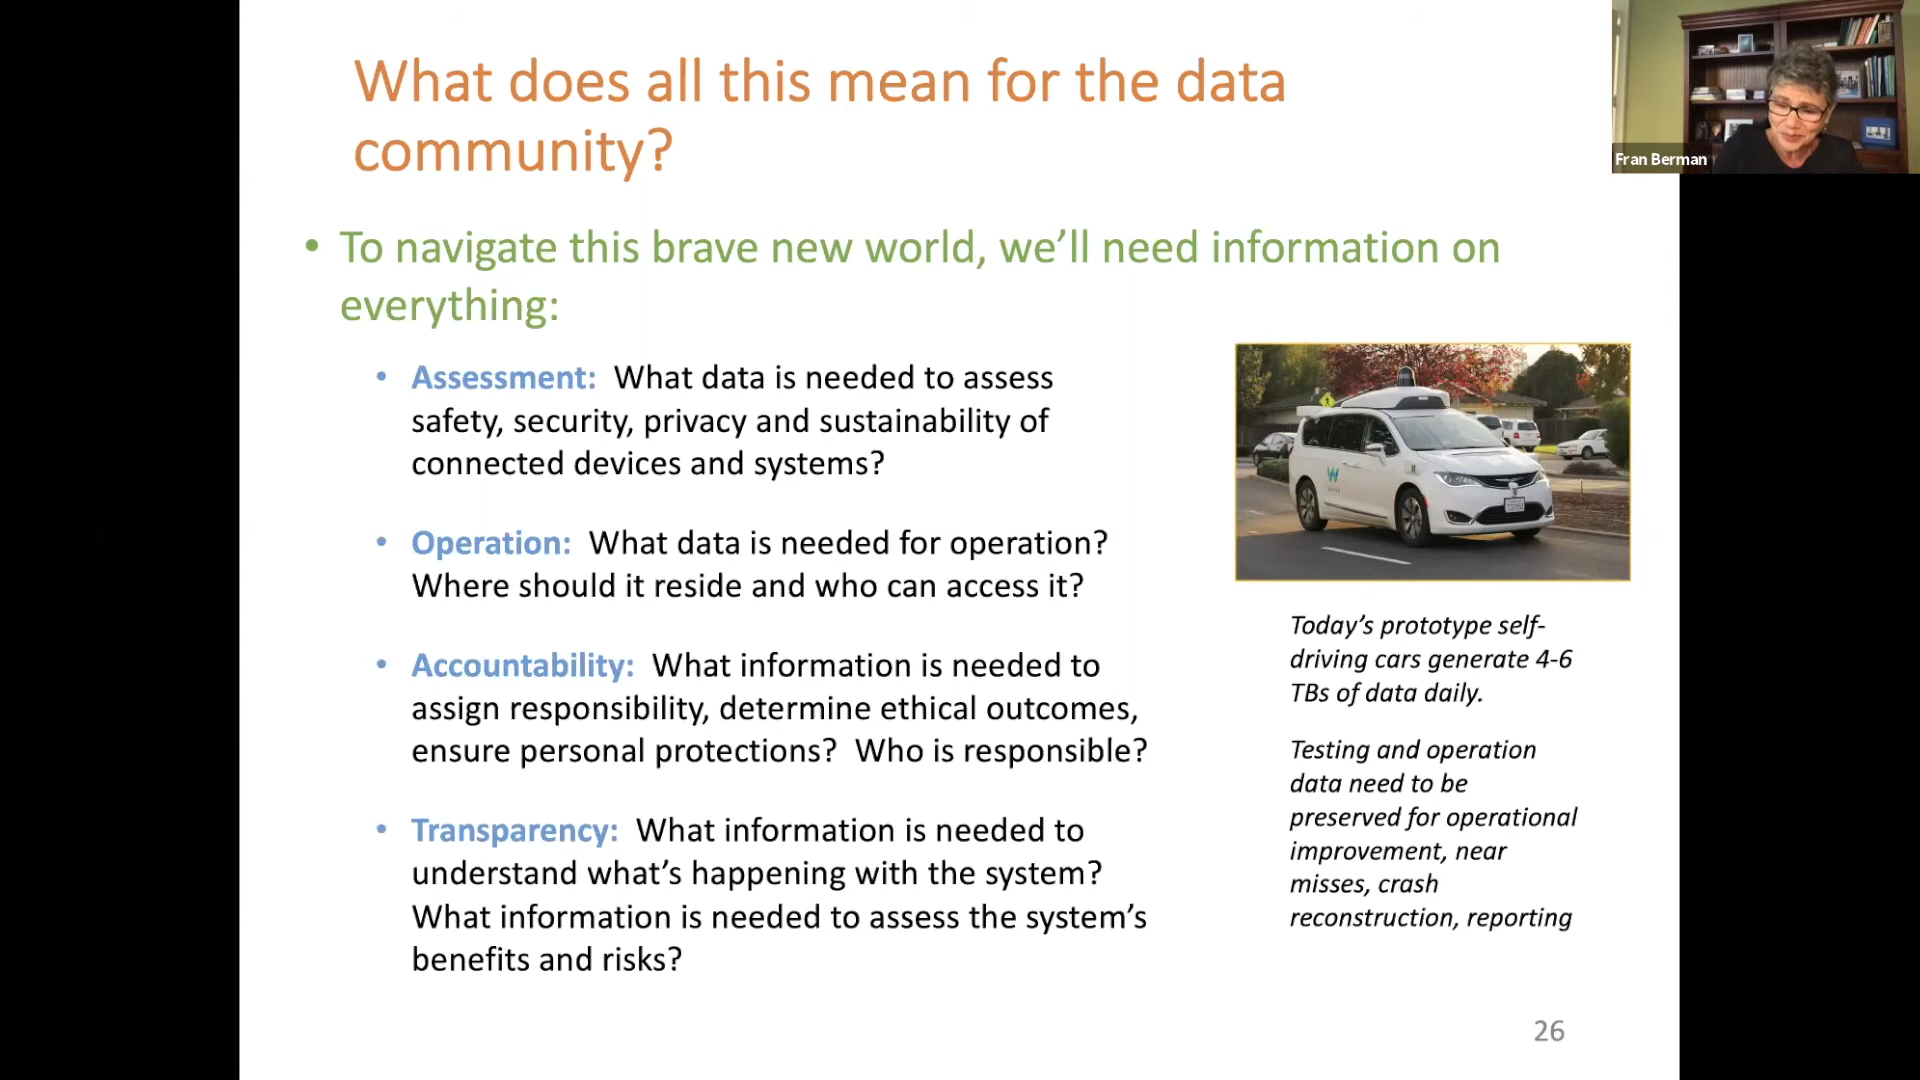 What does all this mean for the data
community?
Fran Berman
• To navigate this brave new world, we’ll need information on
everything:
• Assessment: What data is needed to assess
safety, security, privacy and sustainability of
connected devices and systems?
• Operation: What data is needed for operation?
Where should it reside and who can access it?
• Accountability: What information is needed to
assign responsibility, determine ethical outcomes,
ensure personal protections? Who is responsible?
• Transparency: What information is needed to
understand what’s happening with the system?
What information is needed to assess the system’s
benefits and risks?
Today’s prototype self-
driving cars generate 4-6
TBs of data daily.
Testing and operation
data need to be
preserved for operational
improvement, near
misses, crash
reconstruction, reporting
26